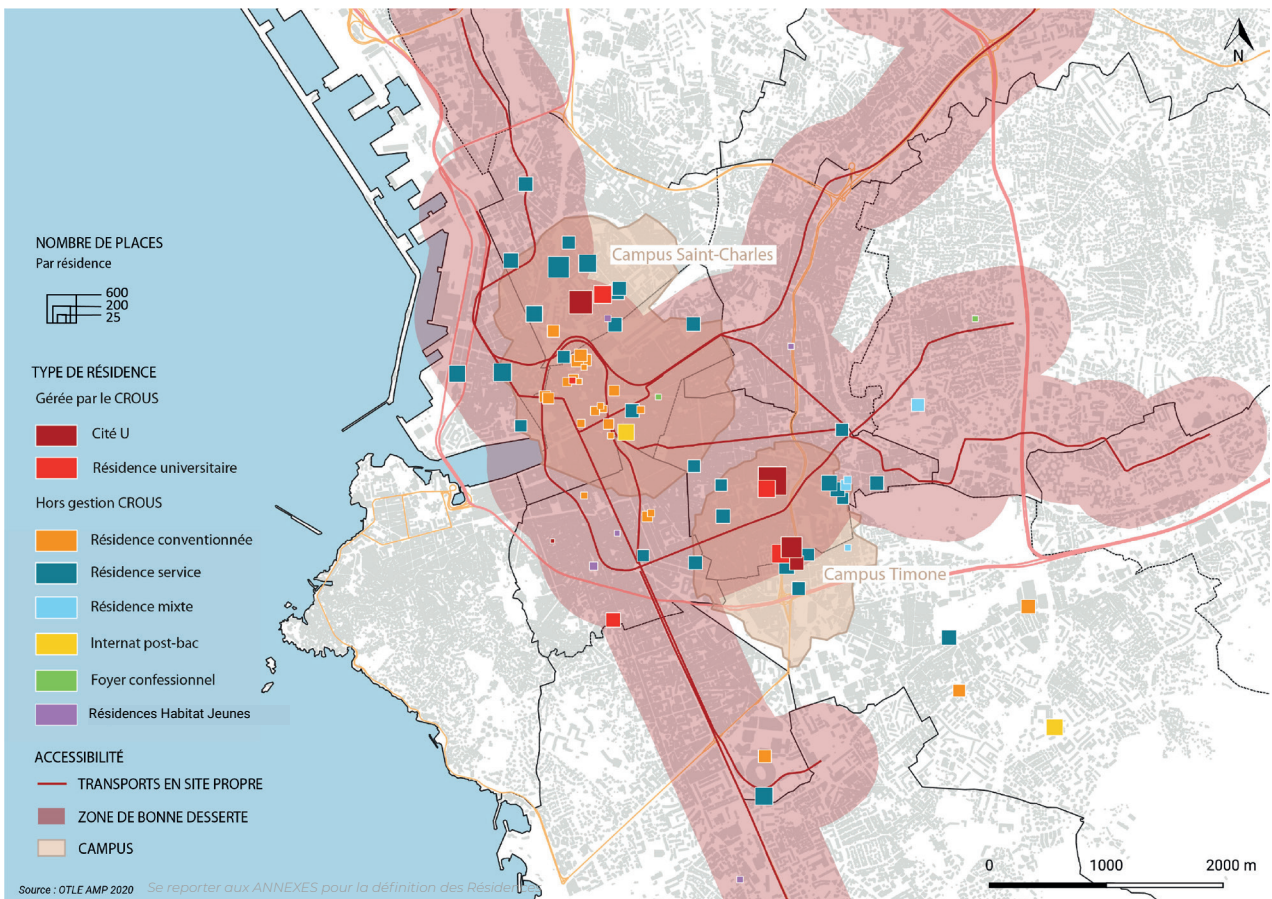 N
Campus Saint-Charles
Campus Timone
NOMBRE DE PLACES
Par résidence
600
200
25
TYPE DE RÉSIDENCE
Gérée par le CROUS
Cité U
Résidence universitaire
Hors gestion CROUS
Résidence conventionnée
Résidence service
Résidence mixte
Internat post-bac
Foyer confessionnel
Résidences Habitat Jeunes
ACCESSIBILITÉ
TRANSPORTS EN SITE PROPRE
ZONE DE BONNE DESSERTE
CAMPUS
Source : OTLE AMP 2020 Se reporter aux ANNEXES pour la définition des Résidences
0 1000 2000 m